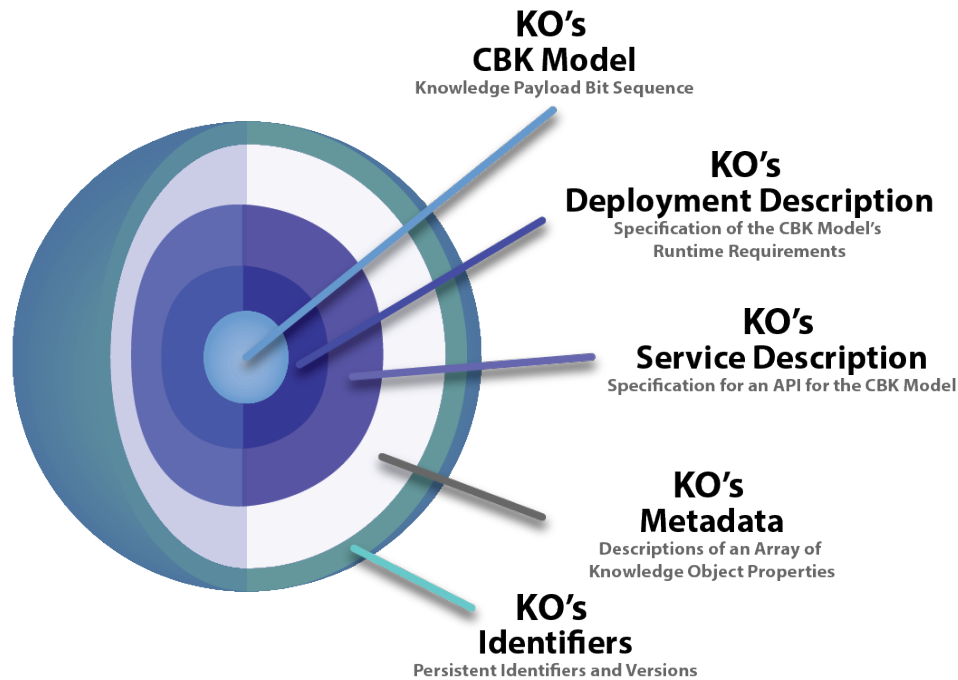 KO’s
CBK Model
Knowledge Payload Bit Sequence
KO’s
Deployment Description
Specification of the CBK Model’s
Runtime Requirements
KO’s
Service Description
Specification for an API for the CBK Model
KO’s
Metadata
Descriptions of an Array of
Knowledge Object Properties
KO’s
Identifiers
Persistent Identifiers and Versions